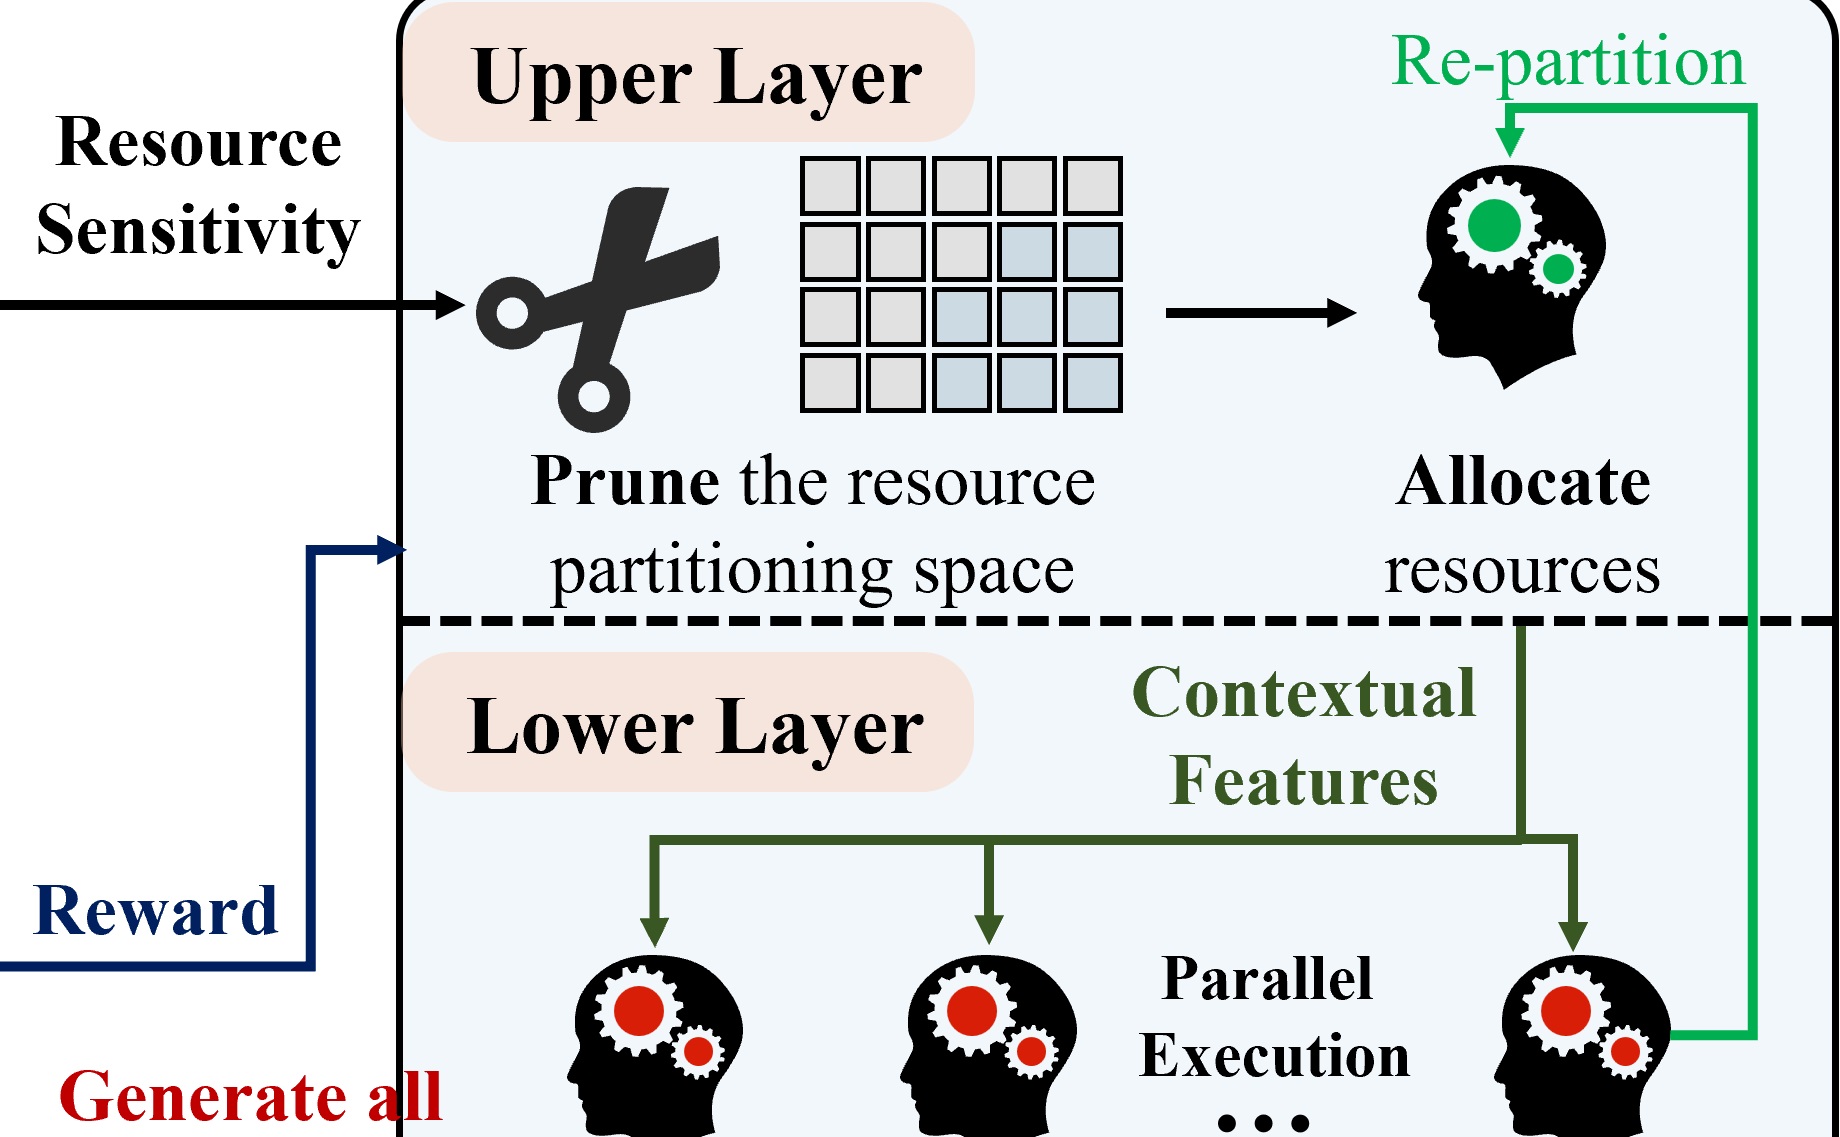 Upper Layer
Re-partition
Resource
Sensitivity
Prune the resource
partitioning space
Allocate
resources
Lower Layer
Contextual
Features
Reward
Parallel
Execution
...
Generate all